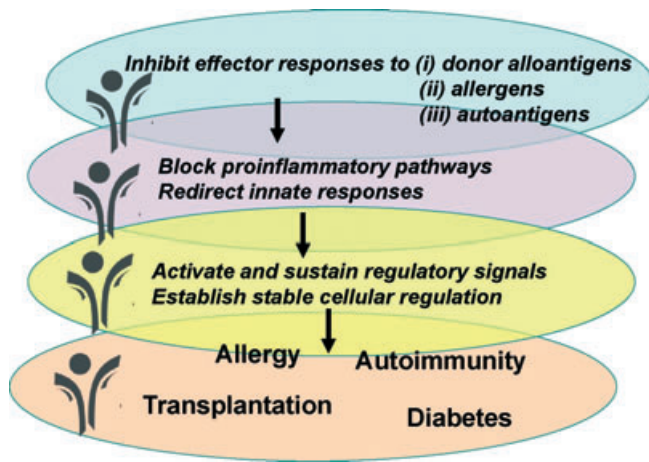 Inhibit effector responses to (i) donor alloantigens
(ii) allergens
(iii) autoantigens
Block proinflammatory pathways
Redirect innate responses
Activate and sustain regulatory signals
Establish stable cellular regulation
Allergy Autoimmunity
Transplantation Diabetes